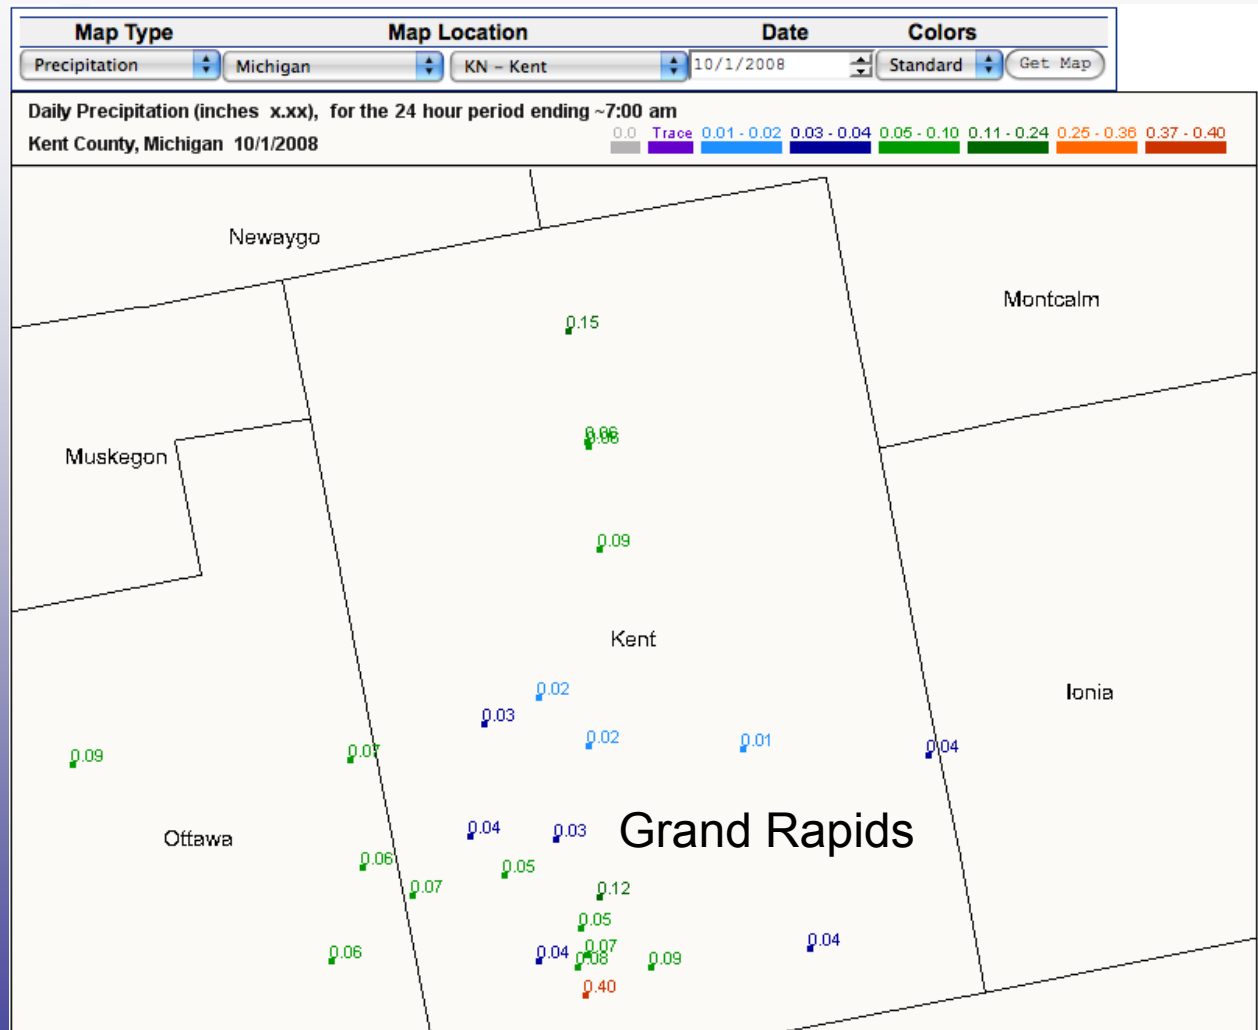 Map Type Map Location Date Colors
Precipitation Michigan KN - Kent 10/1/2008 Standard Get Map
Daily Precipitation (inches x.xx), for the 24 hour period ending ~7:00 am
0.0 Trace 0.01 - 0.02 0.03 - 0.04 0.05 - 0.10 0.11 - 0.24 0.25 - 0.36 0.37 - 0.40
Kent County, Michigan 10/1/2008
Newaygo
Montcalm
0.15
0.06
Muskegon
0.09
Kent
0.02
Ionia
0.03
0.02
0.01
0.04
0.09
0.07
0.04
0.03
Grand Rapids
Ottawa
0.06
0.05
0.07
0.12
0.05
0.04
0.07
0.06
0.04
0.08
0.09
0.40